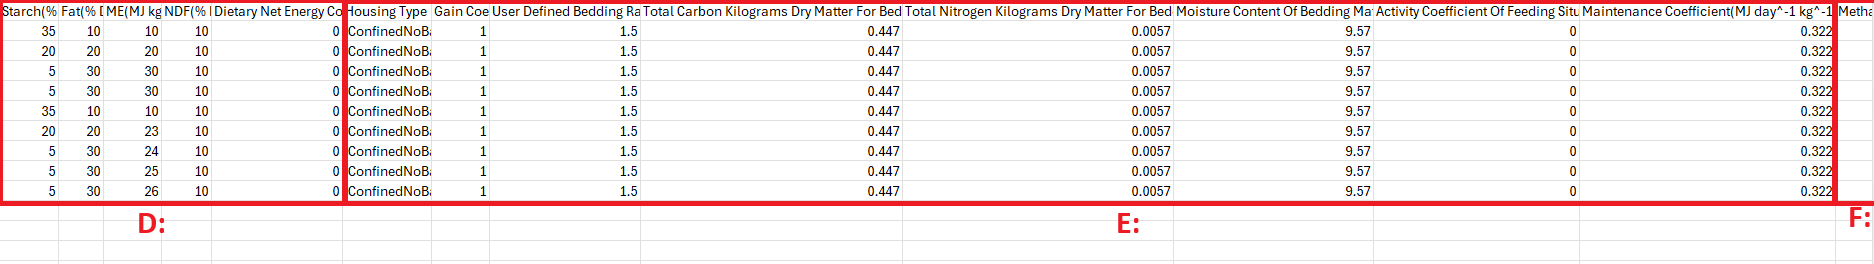 Starch(% Fat(% D ME(MJ kg NDF(% Dietary Net Energy Co Housing Type Gain Coe User Defined Bedding Ra Total Carbon Kilograms Dry Matter For Bed Total Nitrogen Kilograms Dry Matter For Bed Moisture Content Of Bedding Ma Activity Coefficient Of Feeding Situ Maintenance Coefficient(MJ day^-1 kg^-1 Metha
35 10 10 10 0 ConfinedNoBa 1 1.5 0.447 0.0057 9.57 0 0.322
20 20 20 10 0 ConfinedNoBa 1 1.5 0.447 0.0057 9.57 0 0.322
5 30 30 10 0 ConfinedNoBa 1 1.5 0.447 0.0057 9.57 0 0.322
5 30 30 10 0 ConfinedNoBa 1 1.5 0.447 0.0057 9.57 0 0.322
35 10 10 10 0 ConfinedNoBa 1 1.5 0.447 0.0057 9.57 0 0.322
20 20 23 10 0 ConfinedNoBa 1 1.5 0.447 0.0057 9.57 0 0.322
5 30 24 10 0 ConfinedNoBa 1 1.5 0.447 0.0057 9.57 0 0.322
5 30 25 10 0 ConfinedNoBa 1 1.5 0.447 0.0057 9.57 0 0.322
5 30 26 10 0 ConfinedNoBa 1 1.5 0.447 0.0057 9.57 0 0.322
D: E: F: